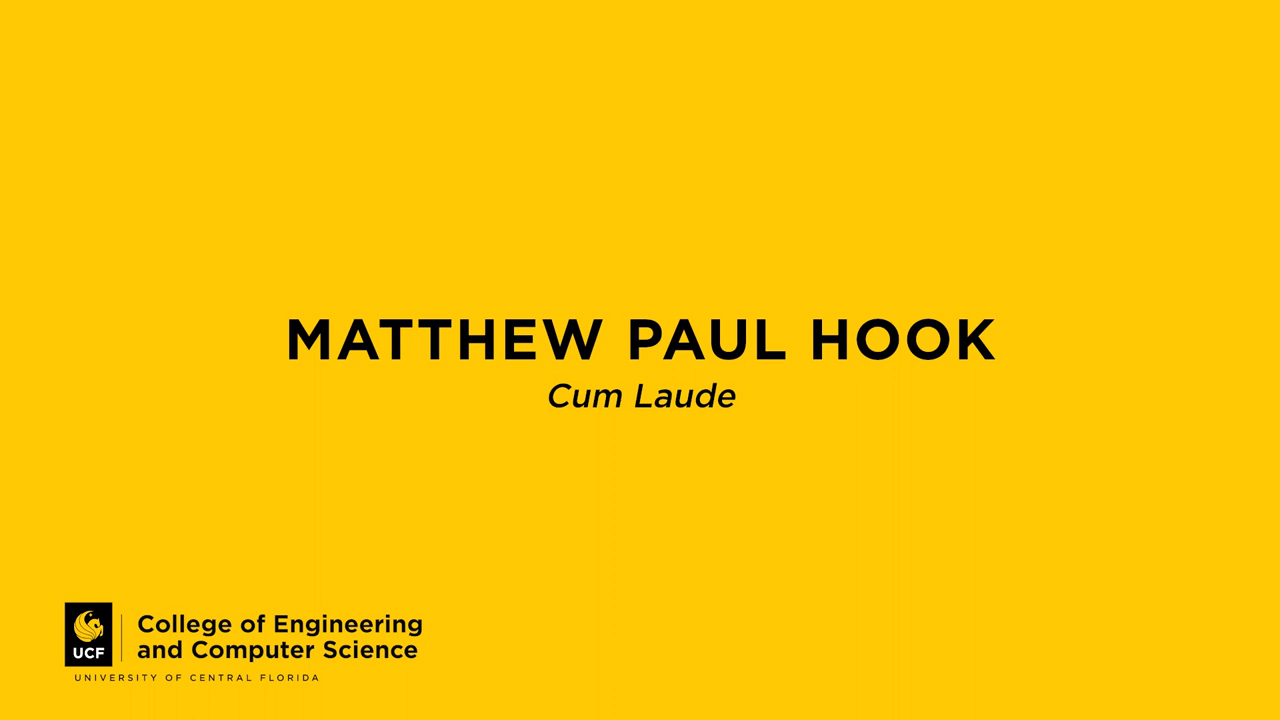 MATTHEW PAUL HOOK
Cum Laude
College of Engineering
and Computer Science
UCF
UNIVERSITY OF CENTRAL FLORIDA